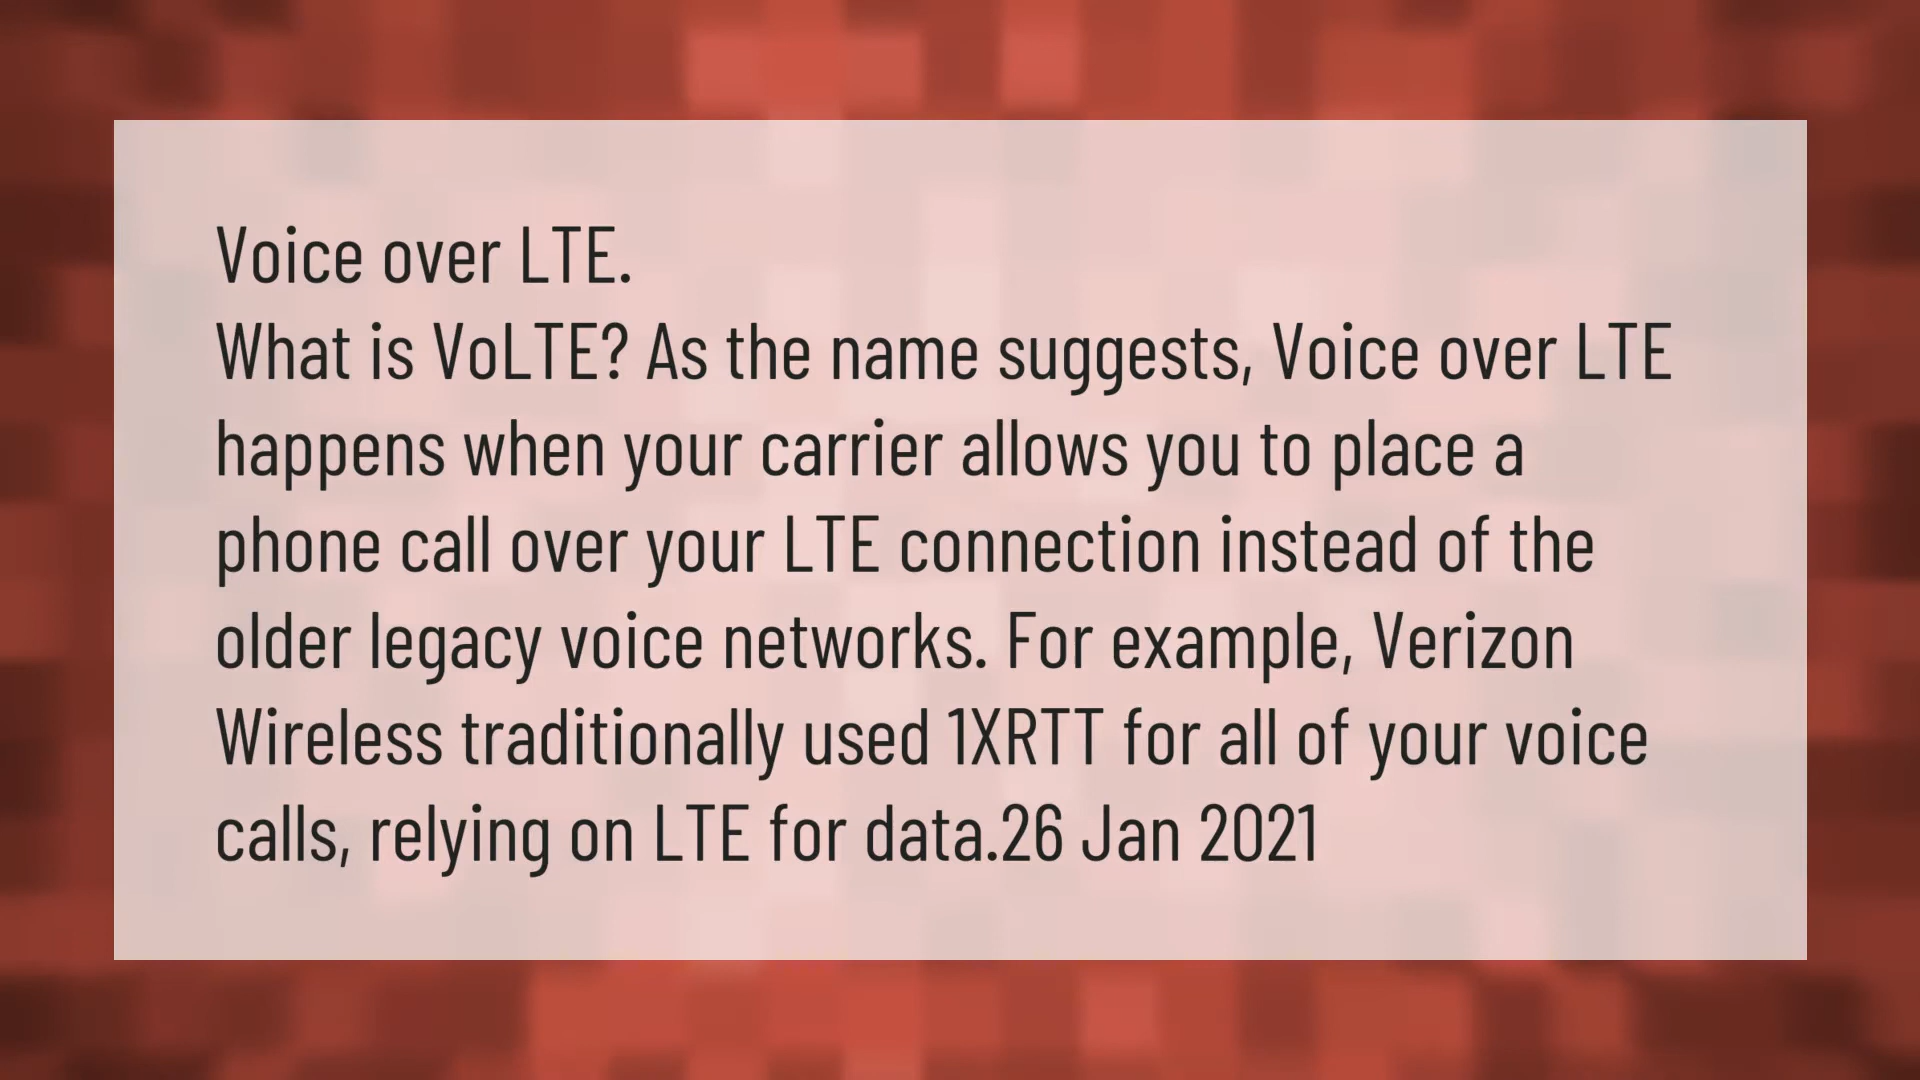 Voice over LTE.
What is VoLTE? As the name suggests, Voice over LTE
happens when your carrier allows you to place a
phone call over your LTE connection instead of the
older legacy voice networks. For example, Verizon
Wireless traditionally used 1XRTT for all of your voice
calls, relying on LTE for data.26 Jan 2021